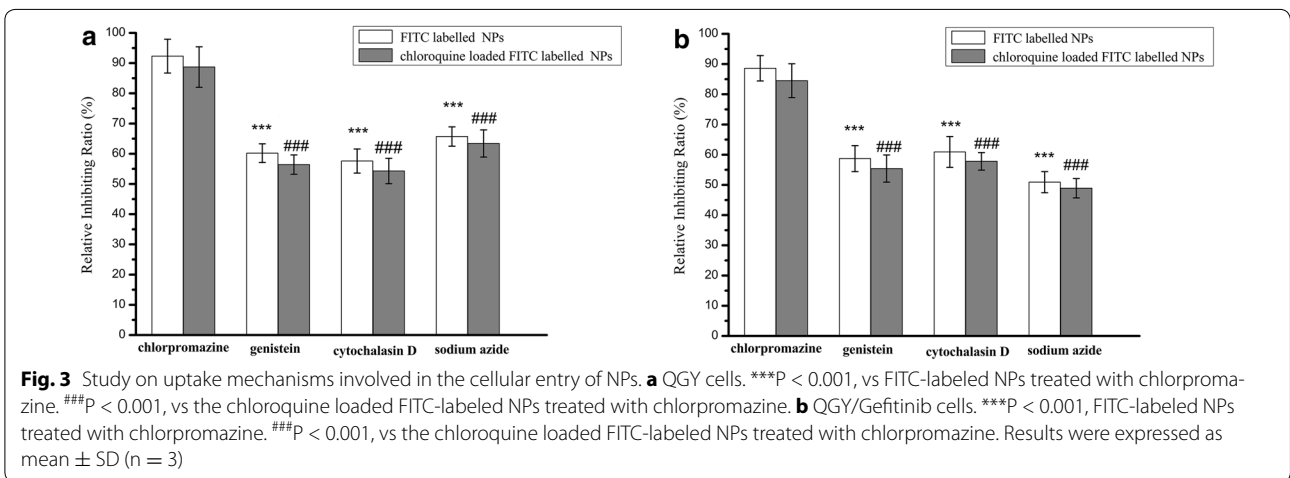 a
FITC labelled NPs
chloroquine loaded FITC labelled NPs
Relative Inhibiting Ratio (%)
100
90
80
70
60
50
40
30
20
10
0
***
###
***
###
***
###
chlorpromazine genistein cytochalasin D sodium azide
b
FITC labelled NPs
chloroquine loaded FITC labelled NPs
Relative Inhibiting Ratio (%)
100
90
80
70
60
50
40
30
20
10
0
***
###
***
###
***
###
chlorpromazine genistein cytochalasin D sodium azide
Fig. 3 Study on uptake mechanisms involved in the cellular entry of NPs. a QGY cells. ***P < 0.001, vs FITC-labeled NPs treated with chlorproma-
zine. ###P < 0.001, vs the chloroquine loaded FITC-labeled NPs treated with chlorpromazine. b QGY/Gefitinib cells. ***P < 0.001, FITC-labeled NPs
treated with chlorpromazine. ###P < 0.001, vs the chloroquine loaded FITC-labeled NPs treated with chlorpromazine. Results were expressed as
mean ± SD (n = 3)